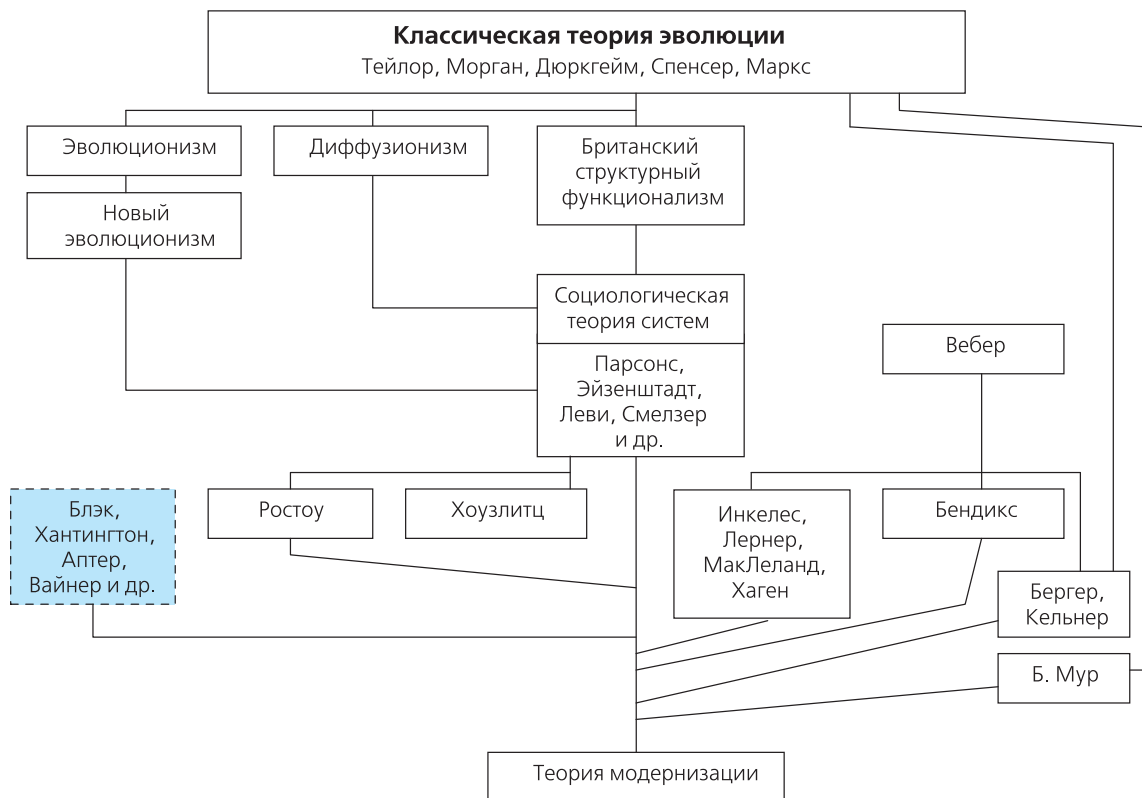 Классическая теория эволюции
Тейлор, Морган, Дюркгейм, Спенсер, Маркс
Эволюционизм
Диффузионизм
Британский
структурный
функционализм
Новый
эволюционизм
Социологическая
теория систем
Парсонс,
Эйзенштадт,
Леви, Смелзер
и др.
Вебер
Блэк,
Хантингтон,
Аптер,
Вайнер и др.
Ростоу
Хоузлитц
Инкелес,
Лернер,
МакЛеланд,
Хаген
Бендикс
Бергер,
Кельнер
Б. Мур
Теория модернизации